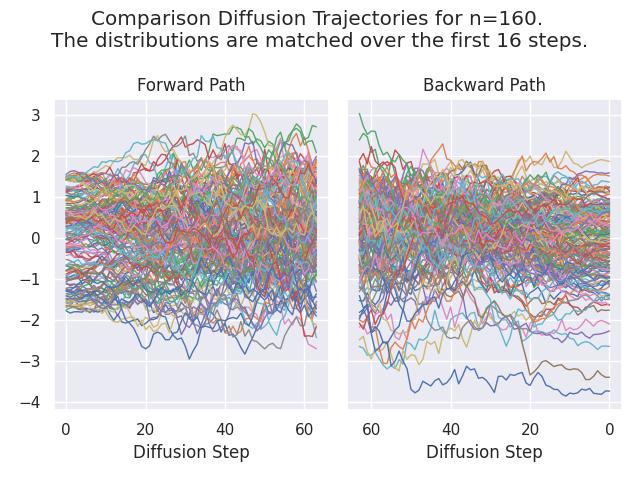 Comparison Diffusion Trajectories for n=160.
The distributions are matched over the first 16 steps.
Forward Path
Backward Path
3
2
1
0
−1
−2
−3
−4
0 20 40 60
60 40 20 0
Diffusion Step
Diffusion Step